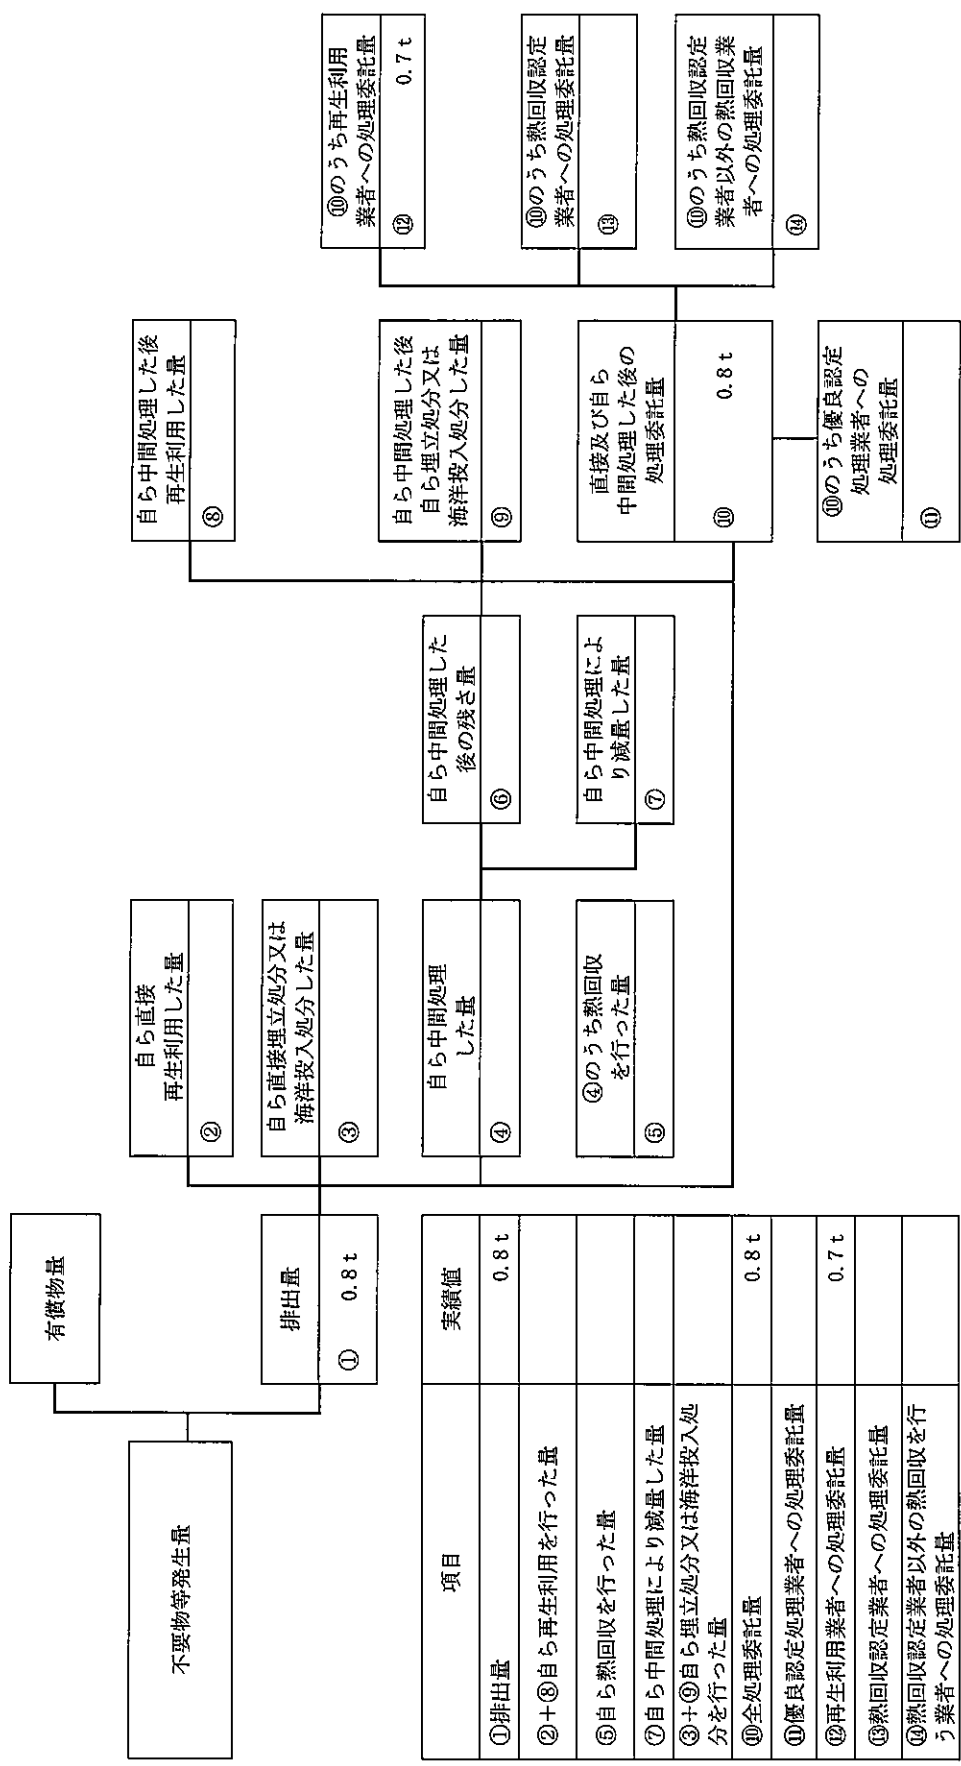 不要物等発生量
有償物量
排出量
① 0.8t
自ら直接
再生利用した量
②
自ら直接埋立処分又は
海洋投入処分した量
③
自ら中間処理
した量
④
④のうち熱回収
を行った量
⑤
自ら中間処理した
後の残さ量
⑥
自ら中間処理によ
り減量した量
⑦
自ら中間処理した後
再生利用した量
⑧
自ら中間処理した後
自ら埋立処分又は
海洋投入処分した量
⑨
直接及び自ら
中間処理した後の
処理委託量
⑩ 0.8t
⑩のうち優良認定
処理業者への
処理委託量
⑪
⑩のうち再生利用
業者への処理委託量
⑫ 0.7t
⑩のうち熱回収認定
業者への処理委託量
⑬
⑩のうち熱回収認定
業者以外の熱回収業
者への処理委託量
⑭
項目 実績値
①排出量 0.8t
②+⑧自ら再生利用を行った量
⑤自ら熱回収を行った量
⑦自ら中間処理により減量した量
③+⑨自ら埋立処分又は海洋投入処
分を行った量
⑩全処理委託量 0.8t
⑪優良認定処理業者への処理委託量
⑫再生利用業者への処理委託量 0.7t
⑬熱回収認定業者への処理委託量
⑭熱回収認定業者以外の熱回収を行
う業者への処理委託量